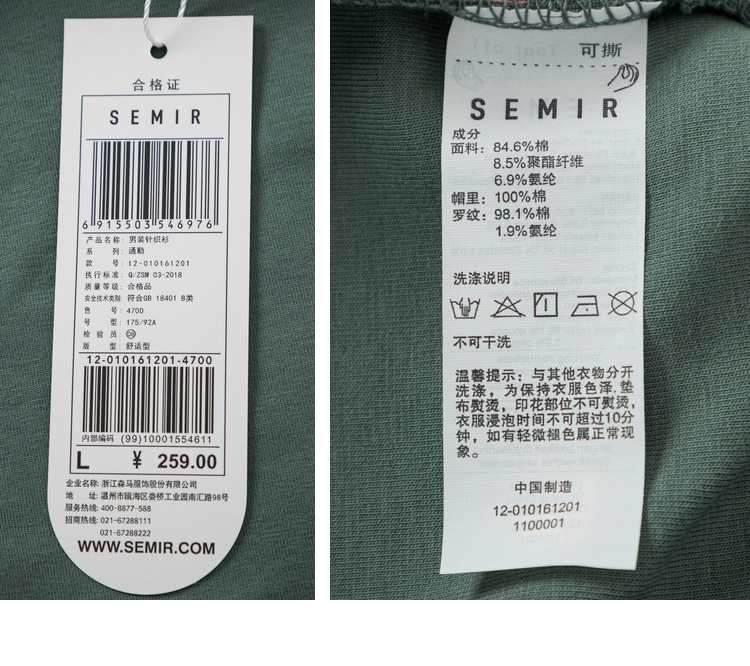 合格证
SEMIR
6 915503 546976
产品名称: 男装针织衫
系 列: 通勤
款 号: 12-010161201
执行标准: Q/ZSM 03-2018
质量等级: 合格品
安全技术类别: 符合GB 18401 B类
色 号: 4700
号 型: 175/92A
检 验 员: 08
版 型: 舒适型
12-010161201-4700
内部编码 (99)10001554611
L ¥ 259.00
企业名称: 浙江森马服饰股份有限公司
地 址: 温州市瓯海区娄桥工业园南汇路98号
服务热线: 400-8877-588
招商热线: 021-67288111
021-67288222
WWW.SEMIR.COM
可撕
SEMIR
成分
面料: 84.6%棉
8.5%聚酯纤维
6.9%氨纶
帽里: 100%棉
罗纹: 98.1%棉
1.9%氨纶
洗涤说明
不可干洗
温馨提示: 与其他衣物分开
洗涤, 为保持衣服色泽.垫
布熨烫, 印花部位不可熨烫,
衣服浸泡时间不可超过10分
钟, 如有轻微褪色属正常现
象。
中国制造
12-010161201
1100001